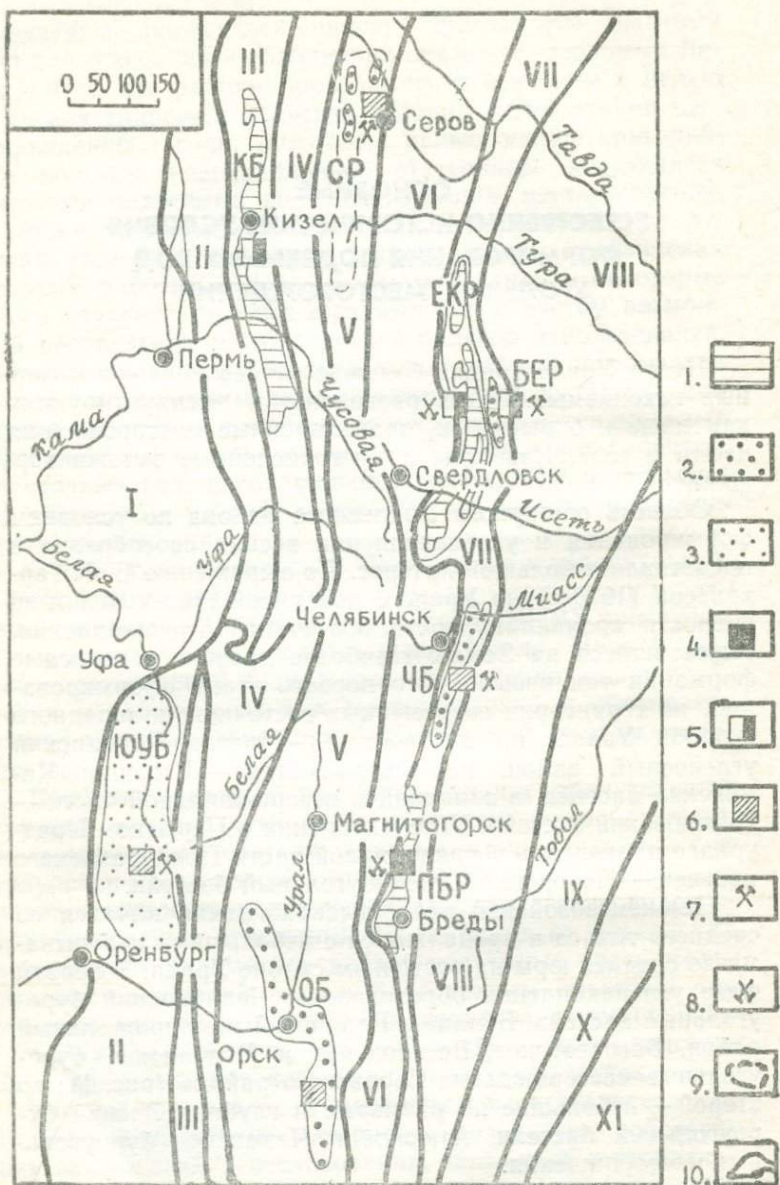 0 50 100 150
III
VII
Серов
Тавда
КБ
IV
СР
VI
Кизел
Тура
VIII
II
ЕКР
V
Пермь
БЕР
Чусовая
Кама
Свердловск
I
Исеть
Белая
Уфа
VIII
Миасс
Челябинск
Уфа
ЧБ
IV
ЮУБ
Белая
V
Магнитогорск
Тобол
ПБР
IX
Урал
Бреды
Оренбург
VIII
ОБ
X
Орск
II
VI
III
XI
1.
2.
3.
4.
5.
6.
7.
8.
9.
10.